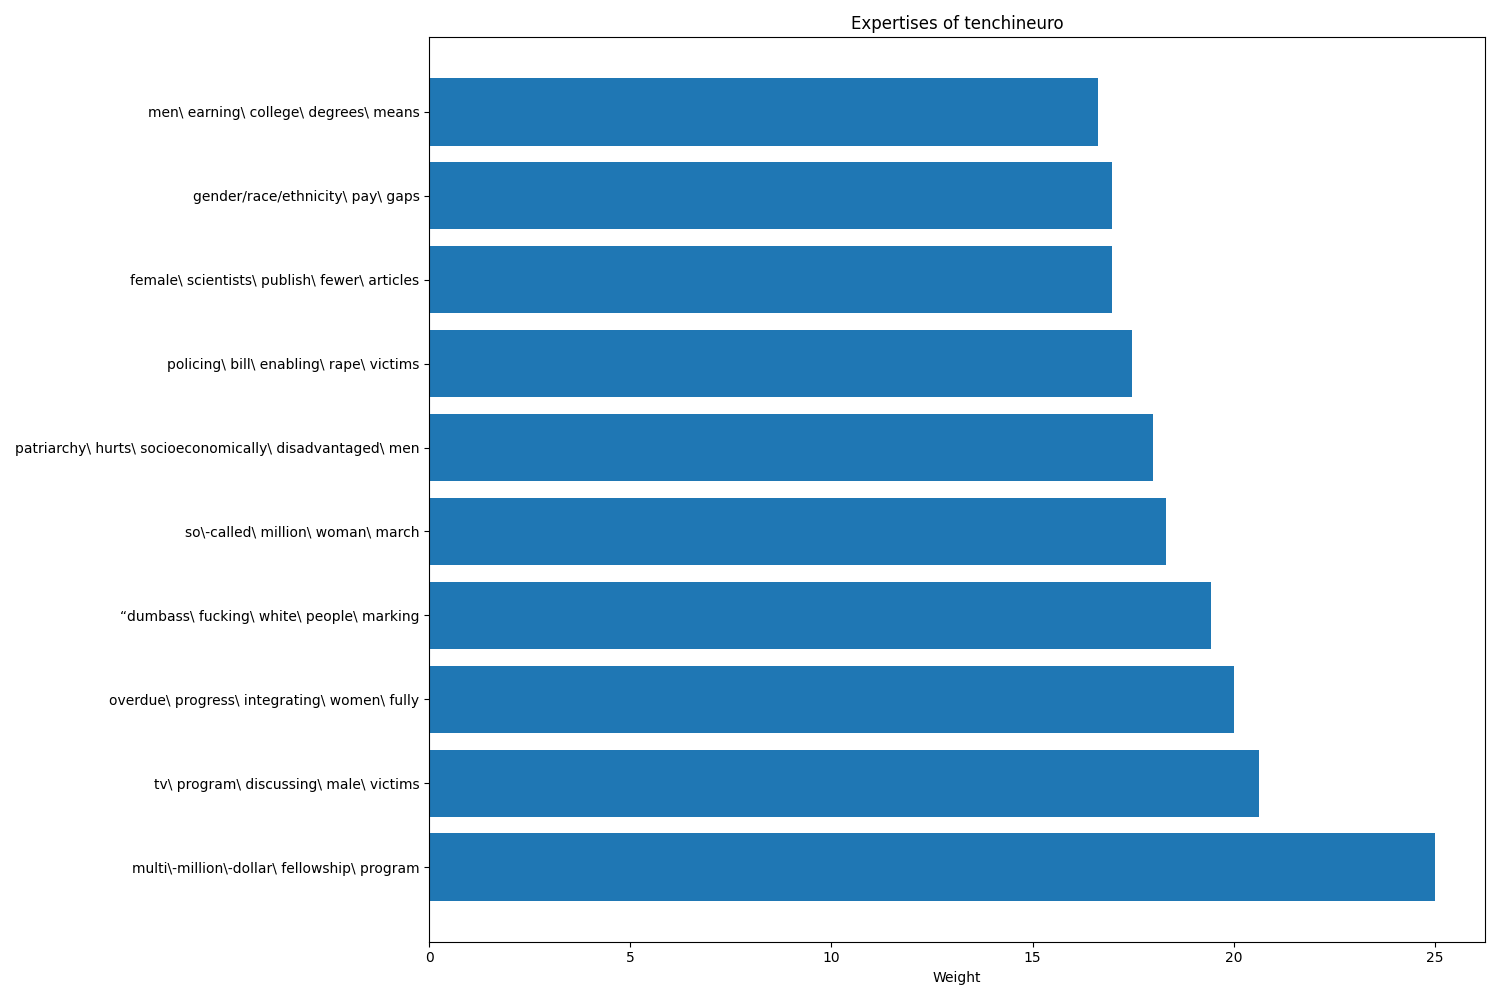 Expertises of tenchineuro
men\ earning\ college\ degrees\ means
gender/race/ethnicity\ pay\ gaps
female\ scientists\ publish\ fewer\ articles
policing\ bill\ enabling\ rape\ victims
patriarchy\ hurts\ socioeconomically\ disadvantaged\ men
so\-called\ million\ woman\ march
“dumbass\ fucking\ white\ people\ marking
overdue\ progress\ integrating\ women\ fully
tv\ program\ discussing\ male\ victims
multi\-million\-dollar\ fellowship\ program
0 5 10 15 20 25
Weight